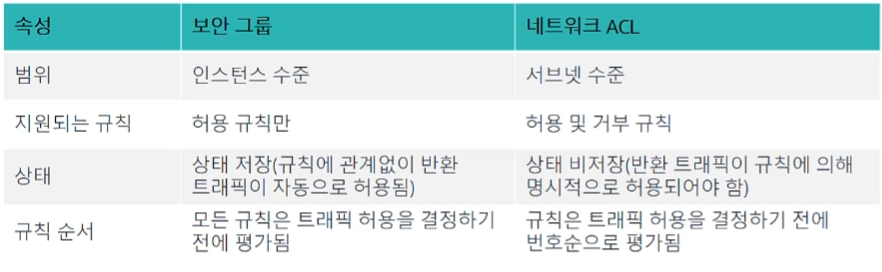 속성 보안 그룹 네트워크 ACL
범위 인스턴스 수준 서브넷 수준
지원되는 규칙 허용 규칙만 허용 및 거부 규칙
상태
상태 저장(규칙에 관계없이 반환
트래픽이 자동으로 허용됨)
상태 비저장(반환 트래픽이 규칙에 의해
명시적으로 허용되어야 함)
규칙 순서
모든 규칙은 트래픽 허용을 결정하기
전에 평가됨
규칙은 트래픽 허용을 결정하기 전에
번호순으로 평가됨